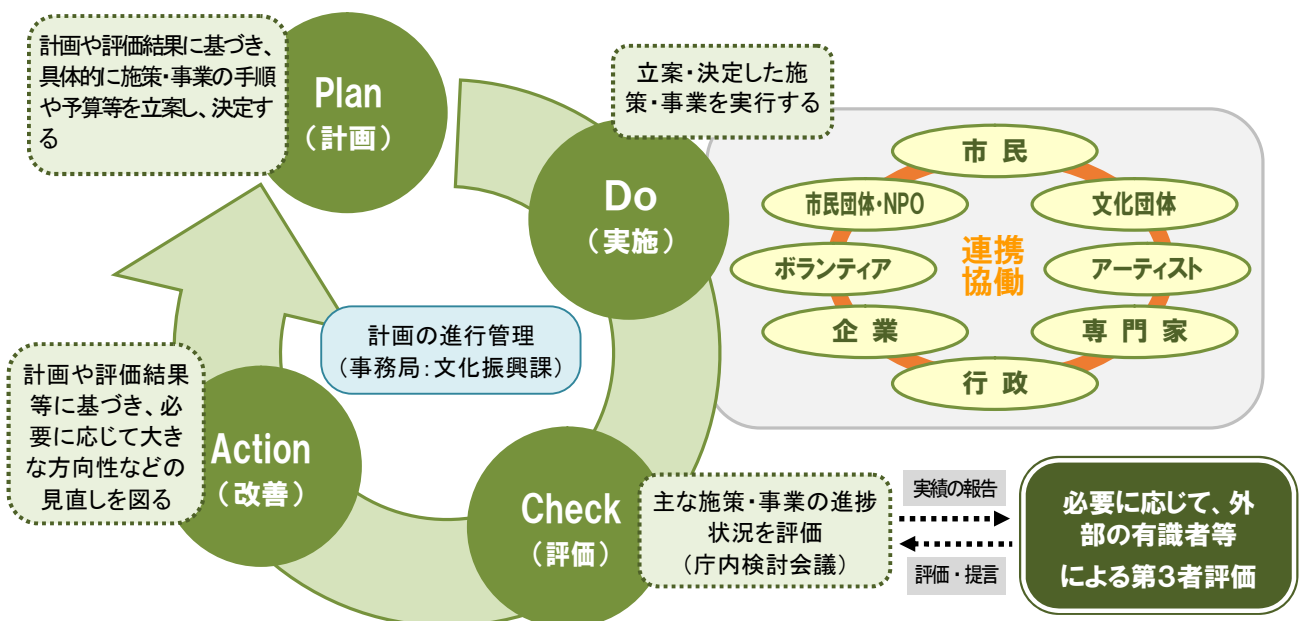 計画や評価結果に基づき、
具体的に施策・事業の手順
や予算等を立案し、決定す
る
Plan
（計画）
立案・決定した施
策・事業を実行する
Do
（実施）
市民
市民団体・NPO
文化団体
連携
協働
ボランティア
アーティスト
企業
専門家
行政
計画の進行管理
（事務局：文化振興課）
計画や評価結果
等に基づき、必
要に応じて大き
な方向性などの
見直しを図る
Action
（改善）
Check
（評価）
主な施策・事業の進捗
状況を評価
（庁内検討会議）
実績の報告
評価・提言
必要に応じて、外
部の有識者等
による第３者評価